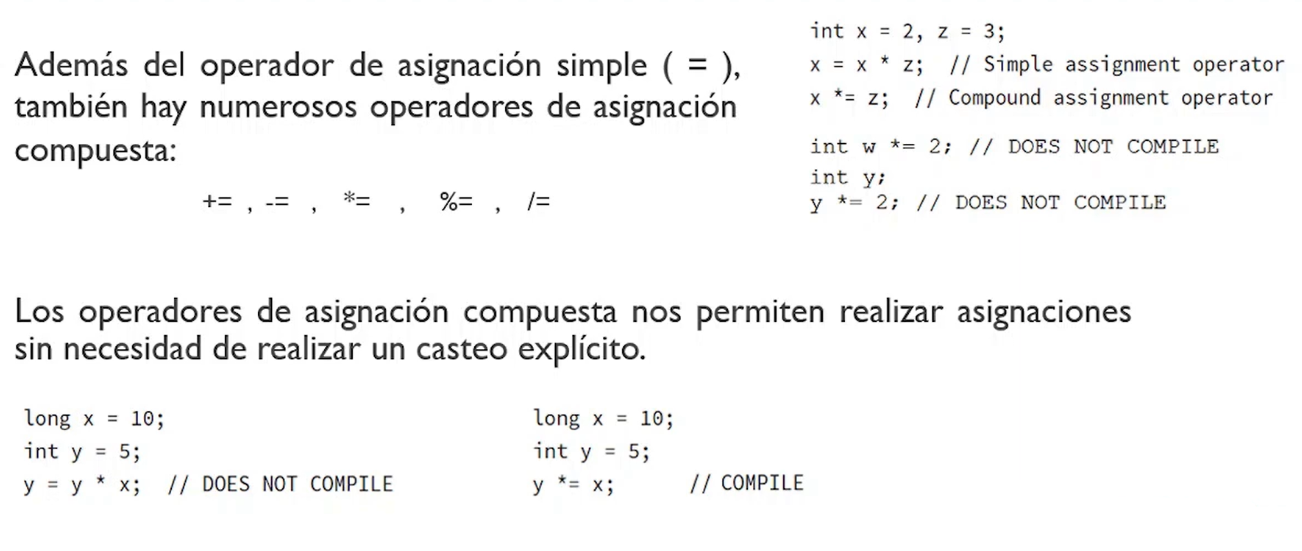 Además del operador de asignación simple ( = ),
también hay numerosos operadores de asignación
compuesta:
+= , -= , *= , %= , /=
int x = 2, z = 3;
x = x * z; // Simple assignment operator
x *= z; // Compound assignment operator
int w *= 2; // DOES NOT COMPILE
int y;
y *= 2; // DOES NOT COMPILE
Los operadores de asignación compuesta nos permiten realizar asignaciones
sin necesidad de realizar un casteo explícito.
long x = 10;
int y = 5;
y = y * x; // DOES NOT COMPILE
long x = 10;
int y = 5;
y *= x; // COMPILE